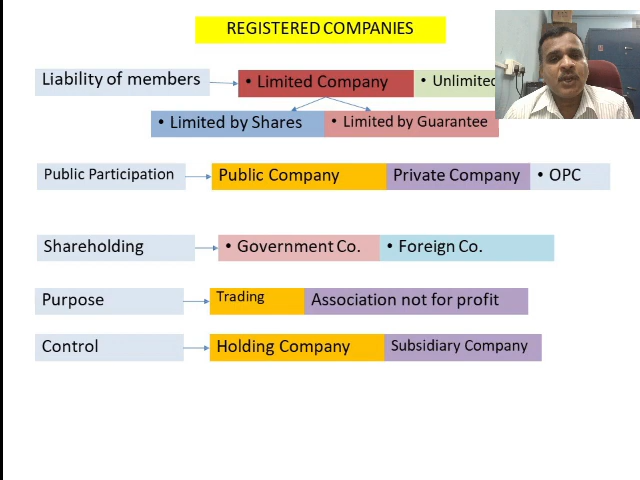 REGISTERED COMPANIES
Liability of members
• Limited Company
• Unlimited
• Limited by Shares
• Limited by Guarantee
Public Participation
Public Company
Private Company
• OPC
Shareholding
• Government Co.
• Foreign Co.
Purpose
Trading
Association not for profit
Control
Holding Company
Subsidiary Company